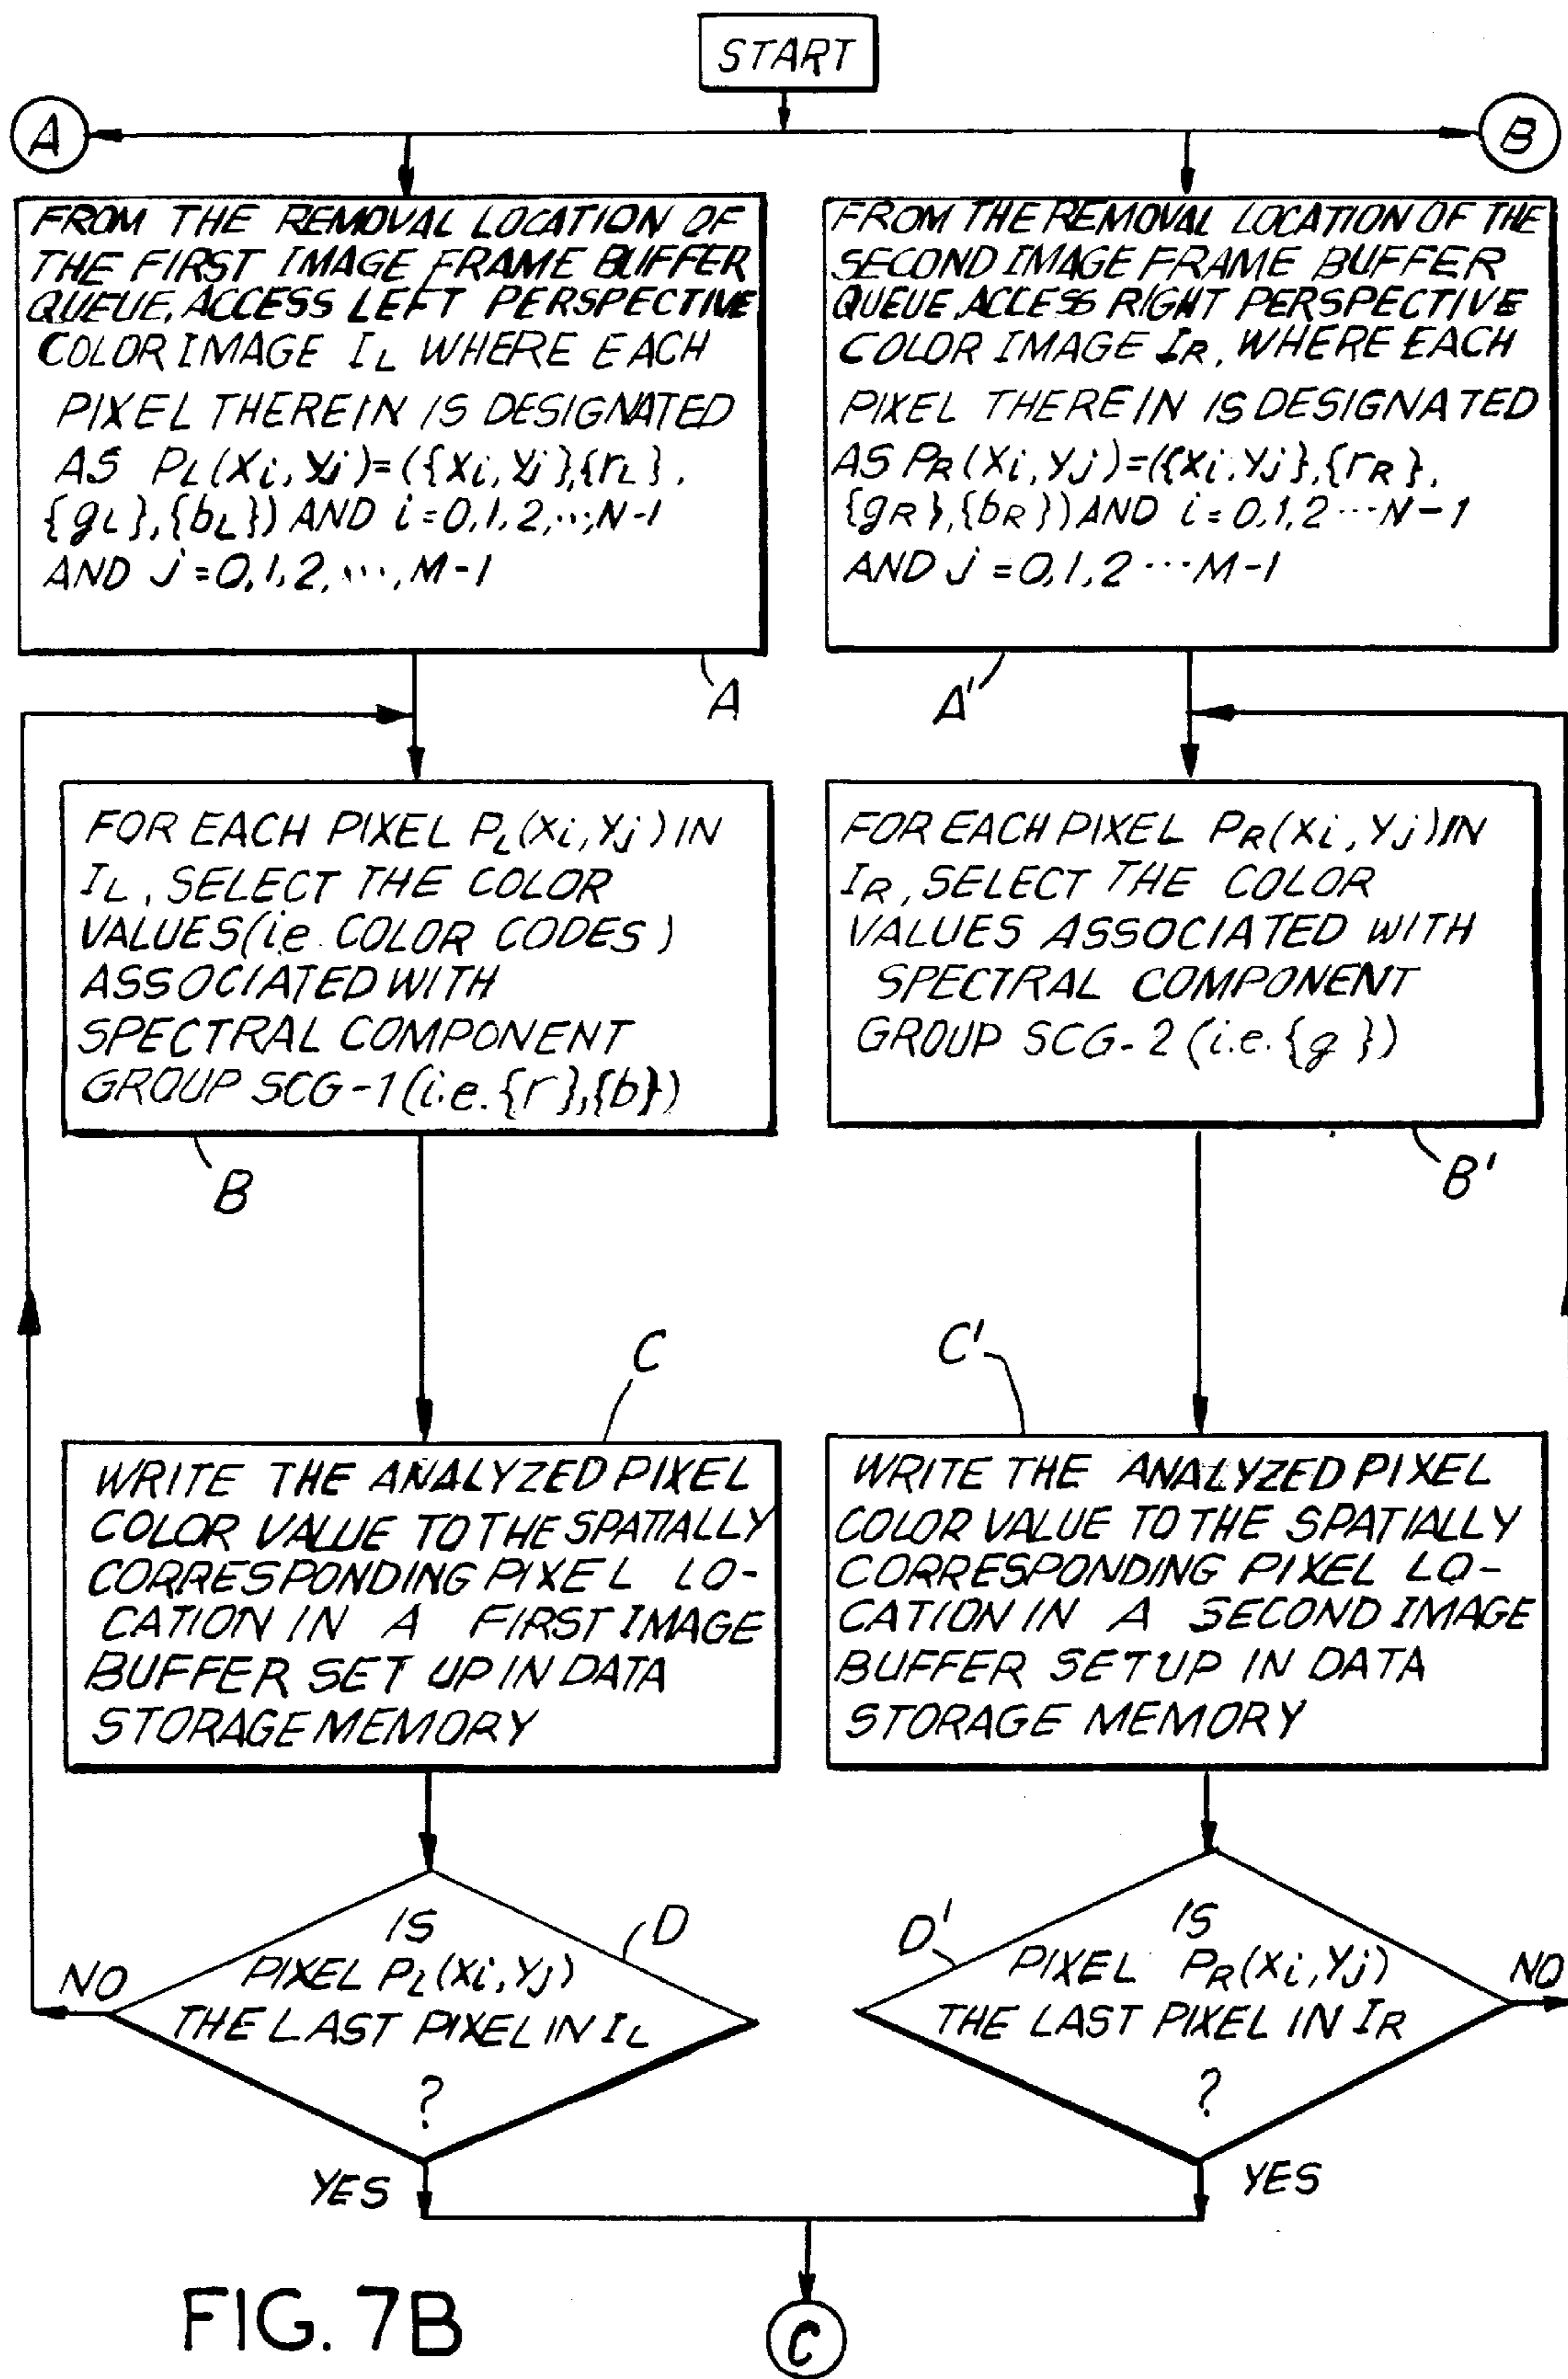 START
A
B
FROM THE REMOVAL LOCATION OF
THE FIRST IMAGE FRAME BUFFER
QUEUE, ACCESS LEFT PERSPECTIVE
COLOR IMAGE IL WHERE EACH
PIXEL THEREIN IS DESIGNATED
AS PL(xi, yj)=({xi, yj},{rL},
{gL},{bL}) AND i=0,1,2,...,N-1
AND j=0,1,2,...,M-1
A
FROM THE REMOVAL LOCATION OF THE
SECOND IMAGE FRAME BUFFER
QUEUE, ACCESS RIGHT PERSPECTIVE
COLOR IMAGE IR, WHERE EACH
PIXEL THEREIN IS DESIGNATED
AS PR(xi, yj)=({xi, yj},{rR},
{gR},{bR}) AND i=0,1,2...N-1
AND j=0,1,2...M-1
A'
FOR EACH PIXEL PL(xi, yj) IN
IL, SELECT THE COLOR
VALUES (i.e. COLOR CODES)
ASSOCIATED WITH
SPECTRAL COMPONENT
GROUP SCG-1 (i.e. {r},{b})
B
FOR EACH PIXEL PR(xi, yj) IN
IR, SELECT THE COLOR
VALUES ASSOCIATED WITH
SPECTRAL COMPONENT
GROUP SCG-2 (i.e. {g})
B'
C
WRITE THE ANALYZED PIXEL
COLOR VALUE TO THE SPATIALLY
CORRESPONDING PIXEL LO-
CATION IN A FIRST IMAGE
BUFFER SET UP IN DATA
STORAGE MEMORY
C'
WRITE THE ANALYZED PIXEL
COLOR VALUE TO THE SPATIALLY
CORRESPONDING PIXEL LO-
CATION IN A SECOND IMAGE
BUFFER SETUP IN DATA
STORAGE MEMORY
D
IS
PIXEL PL(xi, yj)
THE LAST PIXEL IN IL
?
NO
YES
D'
IS
PIXEL PR(xi, yj)
THE LAST PIXEL IN IR
?
NO
YES
C
FIG. 7B